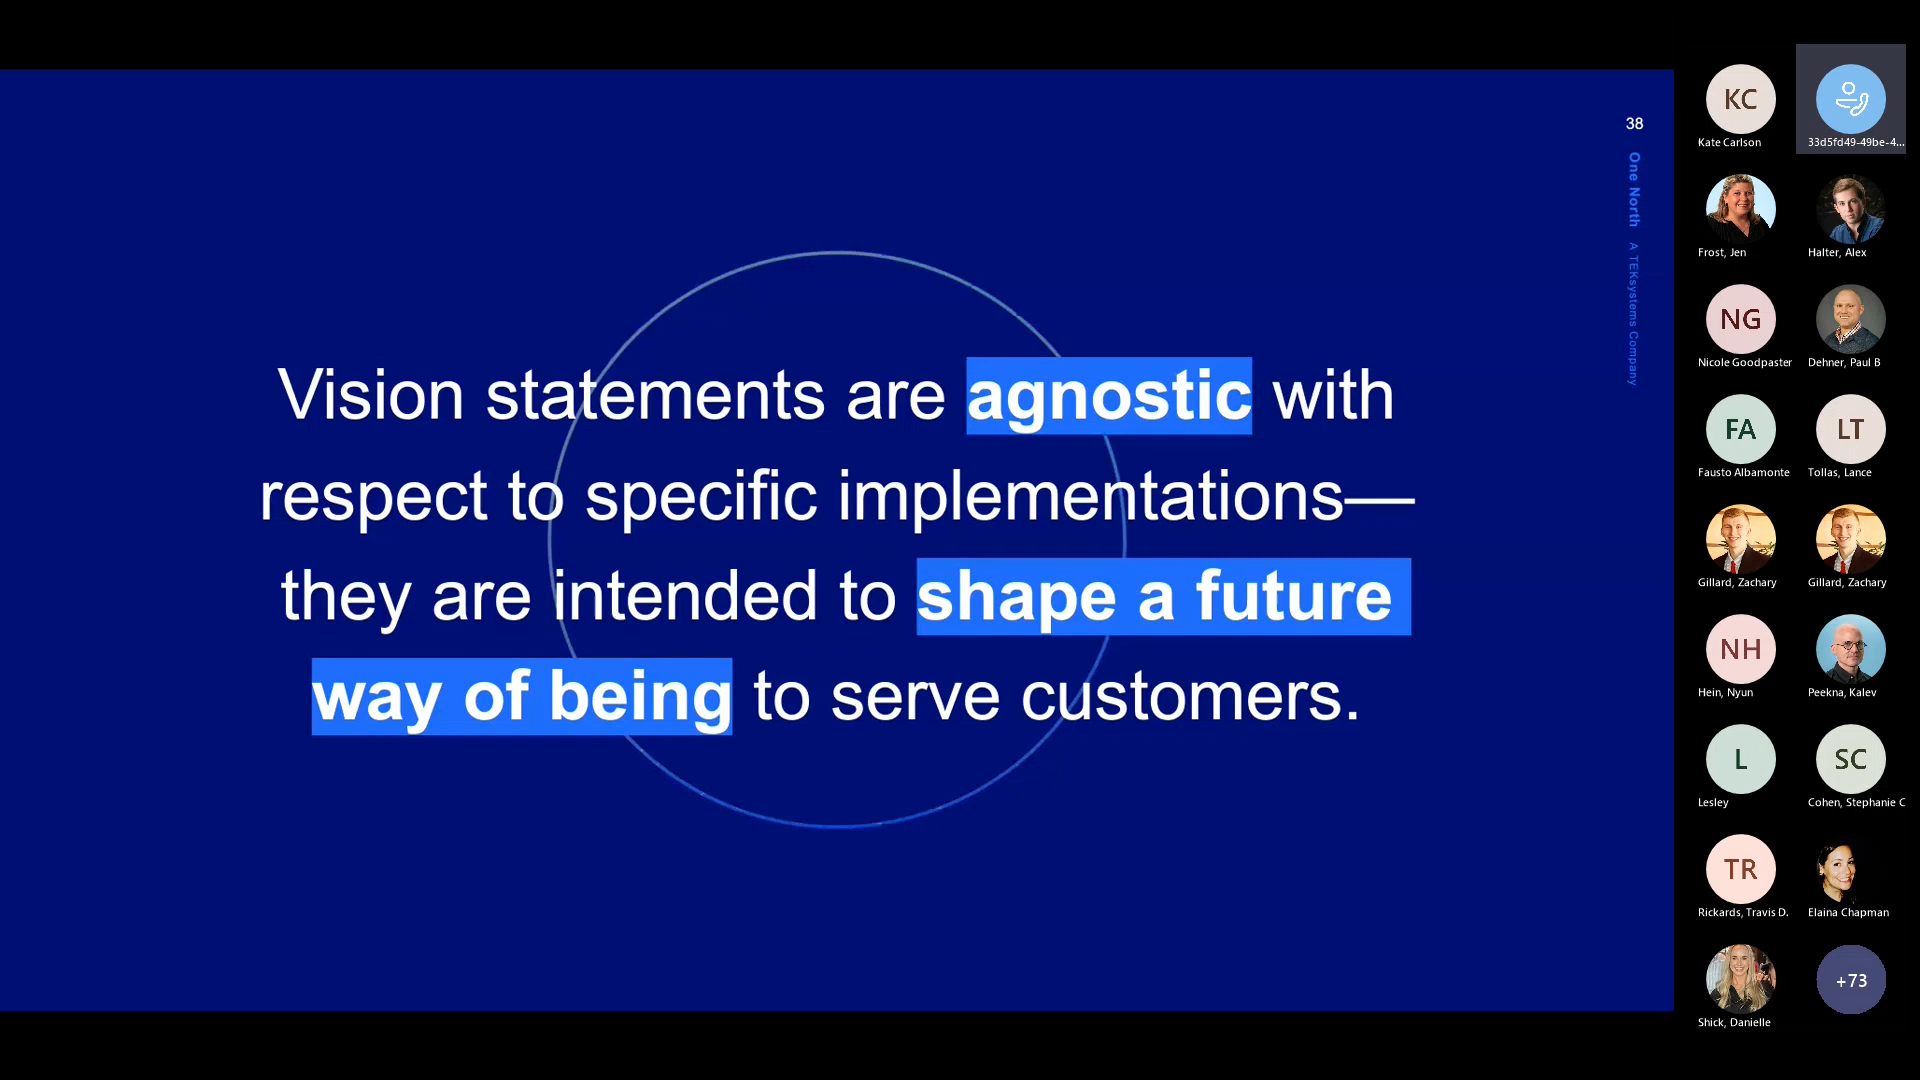 Vision statements are agnostic with
respect to specific implementations—
they are intended to shape a future
way of being to serve customers.
38
One North A TEKsystems Company
KC
Kate Carlson
33d5fd49-49be-4...
Frost, Jen
Halter, Alex
NG
Nicole Goodpaster
Dehner, Paul B
FA
Fausto Albamonte
LT
Tollas, Lance
Gillard, Zachary
Gillard, Zachary
NH
Hein, Nyun
Peekna, Kalev
L
Lesley
SC
Cohen, Stephanie C
TR
Rickards, Travis D.
Elaina Chapman
Shick, Danielle
+73